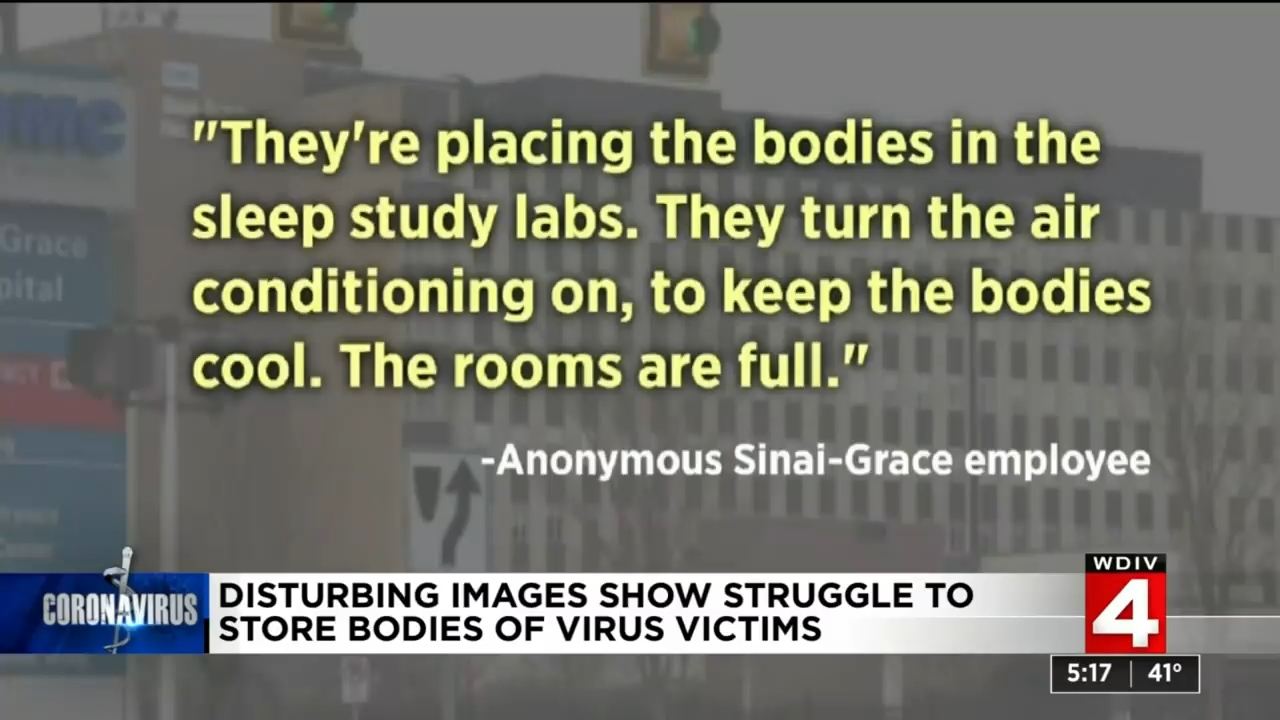 "They're placing the bodies in the
sleep study labs. They turn the air
conditioning on, to keep the bodies
cool. The rooms are full."
-Anonymous Sinai-Grace employee
Grace
CORONAVIRUS
DISTURBING IMAGES SHOW STRUGGLE TO
STORE BODIES OF VIRUS VICTIMS
WDIV
4
5:17 | 41°